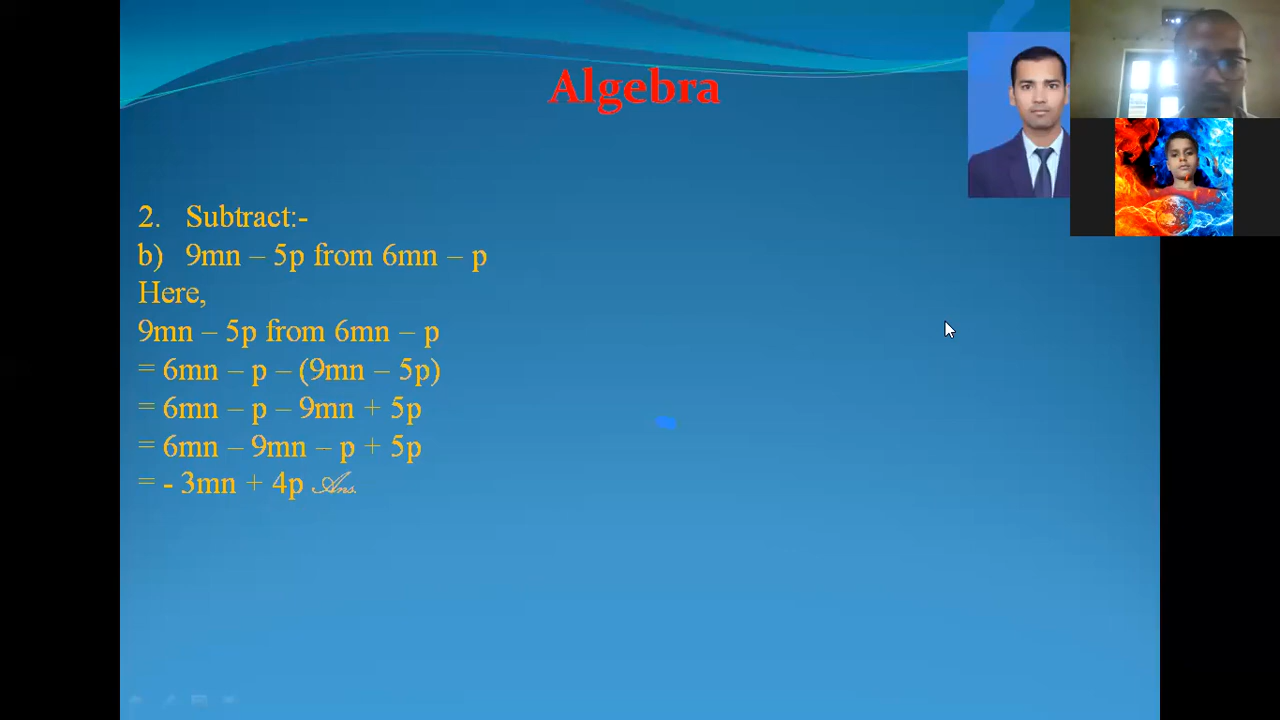 Algebra
2. Subtract:-
b) 9mn – 5p from 6mn – p
Here,
9mn – 5p from 6mn – p
= 6mn – p – (9mn – 5p)
= 6mn – p – 9mn + 5p
= 6mn – 9mn – p + 5p
= - 3mn + 4p Ans.